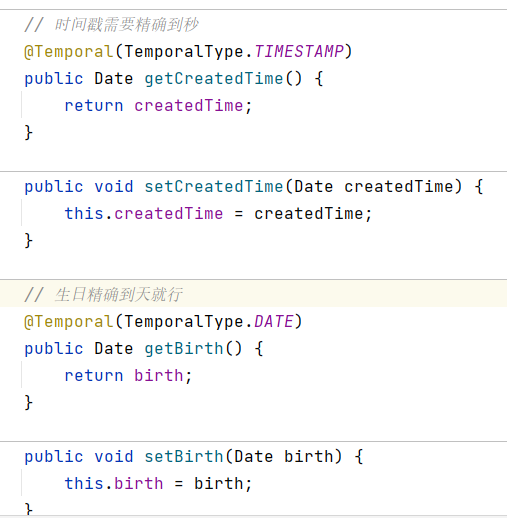 // 时间戳需要精确到秒
@Temporal(TemporalType.TIMESTAMP)
public Date getCreatedTime() {
    return createdTime;
}
public void setCreatedTime(Date createdTime) {
    this.createdTime = createdTime;
}
// 生日精确到天就行
@Temporal(TemporalType.DATE)
public Date getBirth() {
    return birth;
}
public void setBirth(Date birth) {
    this.birth = birth;
}